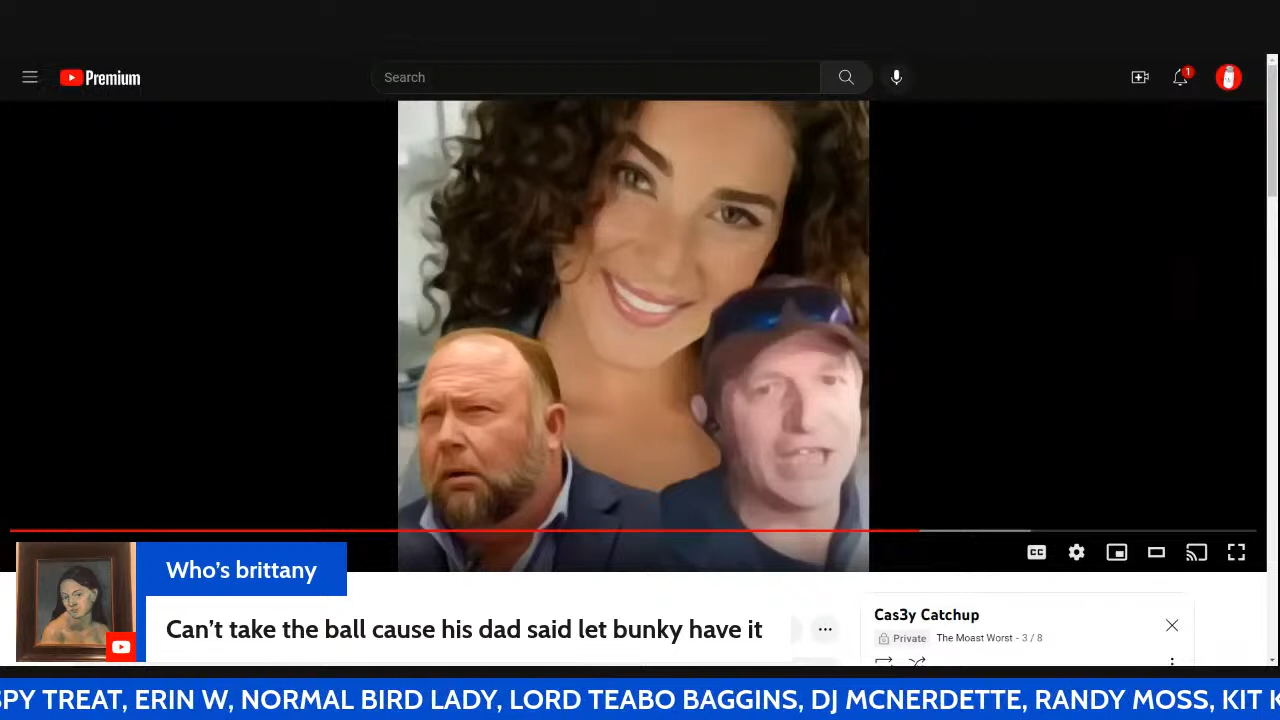 Premium
Search
1
CC
Who's brittany
Can't take the ball cause his dad said let bunky have it
Cas3y Catchup
Private
The Moast Worst - 3 / 8
SPY TREAT, ERIN W, NORMAL BIRD LADY, LORD TEABO BAGGINS, DJ MCNERDETTE, RANDY MOSS, KIT K